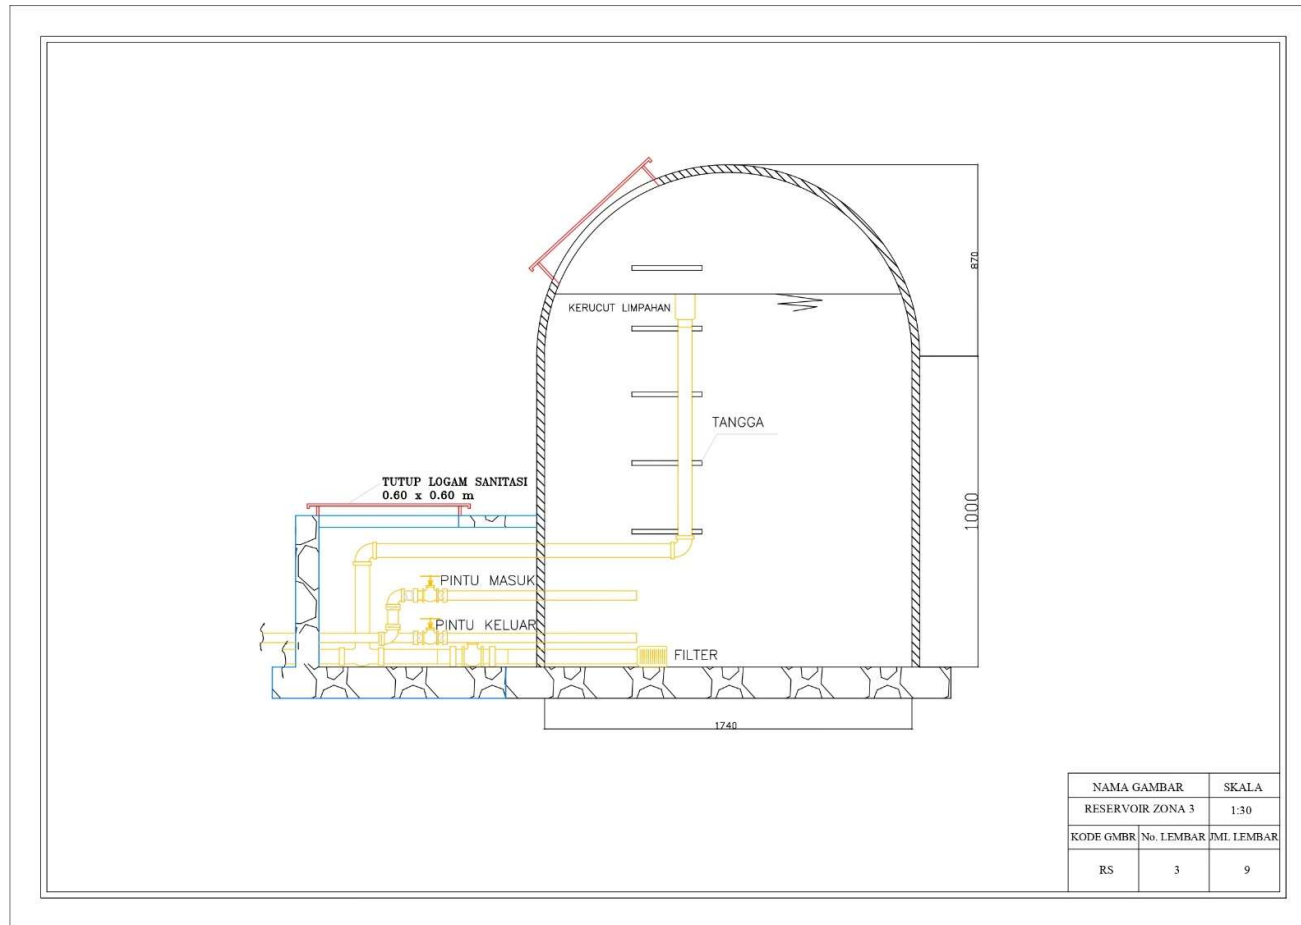 870
KERUCUT LIMPAHAN
TANGGA
TUTUP LOGAM SANITASI
0.60 x 0.60 m
1000
PINTU MASUK
PINTU KELUAR
FILTER
1740
NAMA GAMBAR SKALA
RESERVOIR ZONA 3 1:30
KODE GMBR No. LEMBAR JML LEMBAR
RS 3 9